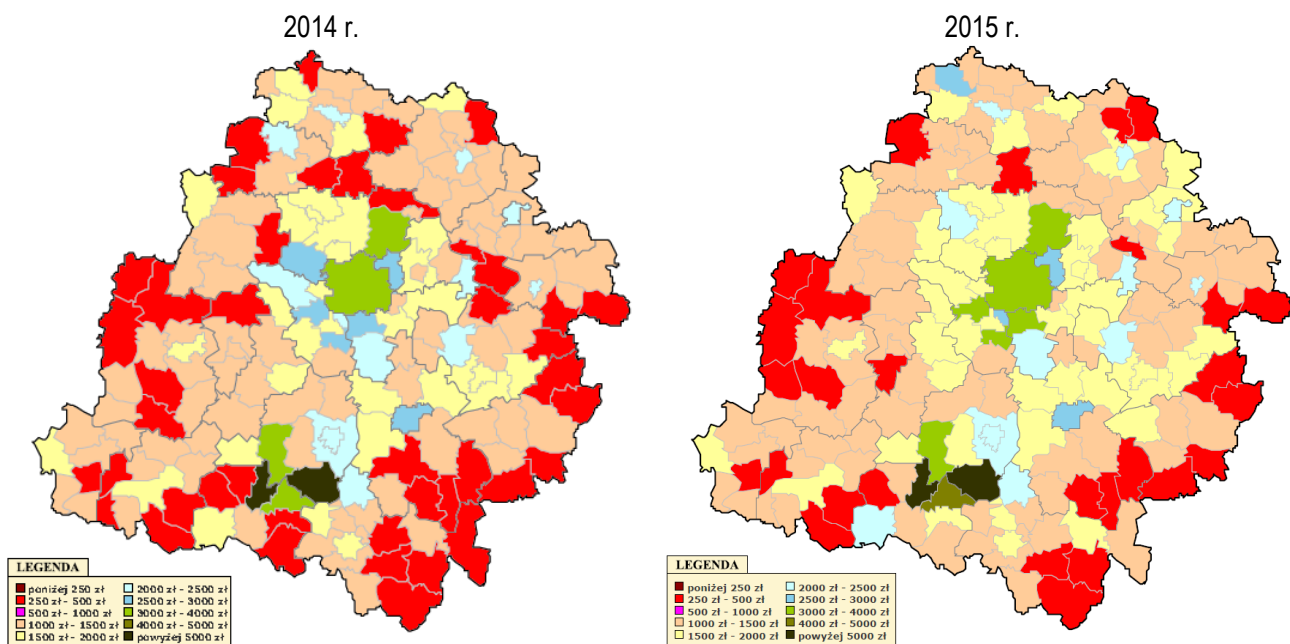 2014 r.
2015 r.
LEGENDA
poniżej 250 zł
2000 zł - 2500 zł
250 zł - 500 zł
2500 zł - 3000 zł
500 zł - 1000 zł
3000 zł - 4000 zł
1000 zł - 1500 zł
4000 zł - 5000 zł
1500 zł - 2000 zł
powyżej 5000 zł
LEGENDA
poniżej 250 zł
2000 zł - 2500 zł
250 zł - 500 zł
2500 zł - 3000 zł
500 zł - 1000 zł
3000 zł - 4000 zł
1000 zł - 1500 zł
4000 zł - 5000 zł
1500 zł - 2000 zł
powyżej 5000 zł